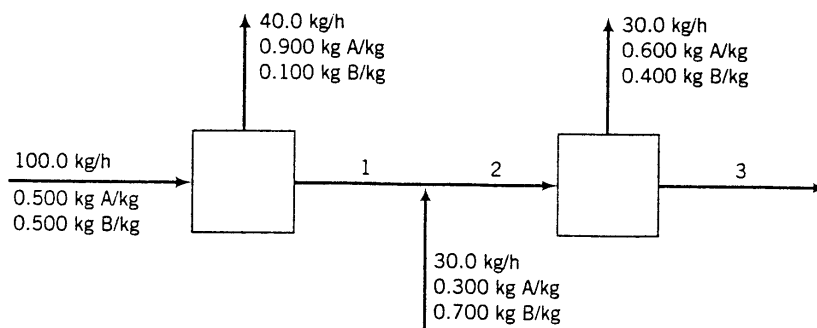 40.0 kg/h
0.900 kg A/kg
0.100 kg B/kg
30.0 kg/h
0.600 kg A/kg
0.400 kg B/kg
100.0 kg/h
0.500 kg A/kg
0.500 kg B/kg
1
2
3
30.0 kg/h
0.300 kg A/kg
0.700 kg B/kg